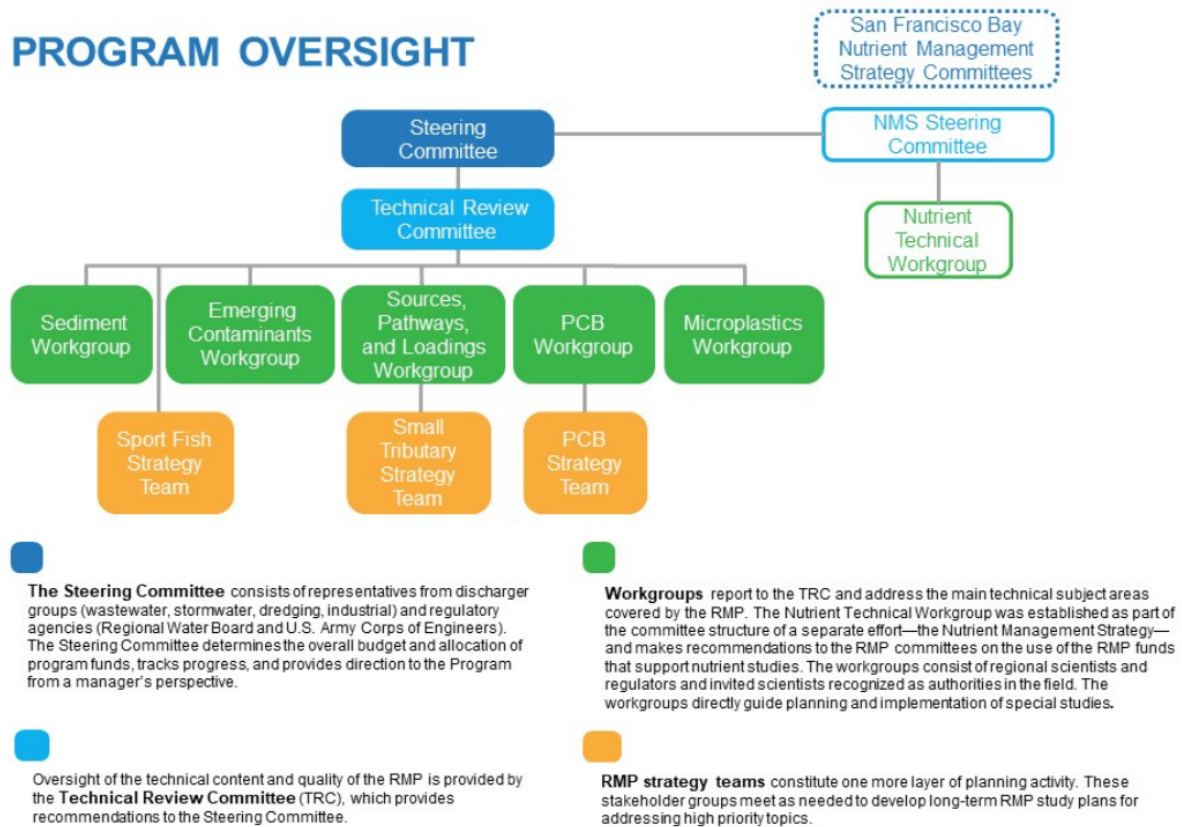 PROGRAM OVERSIGHT
San Francisco Bay
Nutrient Management
Strategy Committees
Steering
Committee
NMS Steering
Committee
Technical Review
Committee
Nutrient
Technical
Workgroup
Sediment
Workgroup
Emerging
Contaminants
Workgroup
Sources,
Pathways,
and Loadings
Workgroup
PCB
Workgroup
Microplastics
Workgroup
Sport Fish
Strategy
Team
Small
Tributary
Strategy
Team
PCB
Strategy
Team
The Steering Committee consists of representatives from discharger
groups (wastewater, stormwater, dredging, industrial) and regulatory
agencies (Regional Water Board and U.S. Army Corps of Engineers).
The Steering Committee determines the overall budget and allocation of
program funds, tracks progress, and provides direction to the Program
from a manager's perspective.
Oversight of the technical content and quality of the RMP is provided by
the Technical Review Committee (TRC), which provides
recommendations to the Steering Committee.
Workgroups report to the TRC and address the main technical subject areas
covered by the RMP. The Nutrient Technical Workgroup was established as part of
the committee structure of a separate effort—the Nutrient Management Strategy—
and makes recommendations to the RMP committees on the use of the RMP funds
that support nutrient studies. The workgroups consist of regional scientists and
regulators and invited scientists recognized as authorities in the field. The
workgroups directly guide planning and implementation of special studies.
RMP strategy teams constitute one more layer of planning activity. These
stakeholder groups meet as needed to develop long-term RMP study plans for
addressing high priority topics.